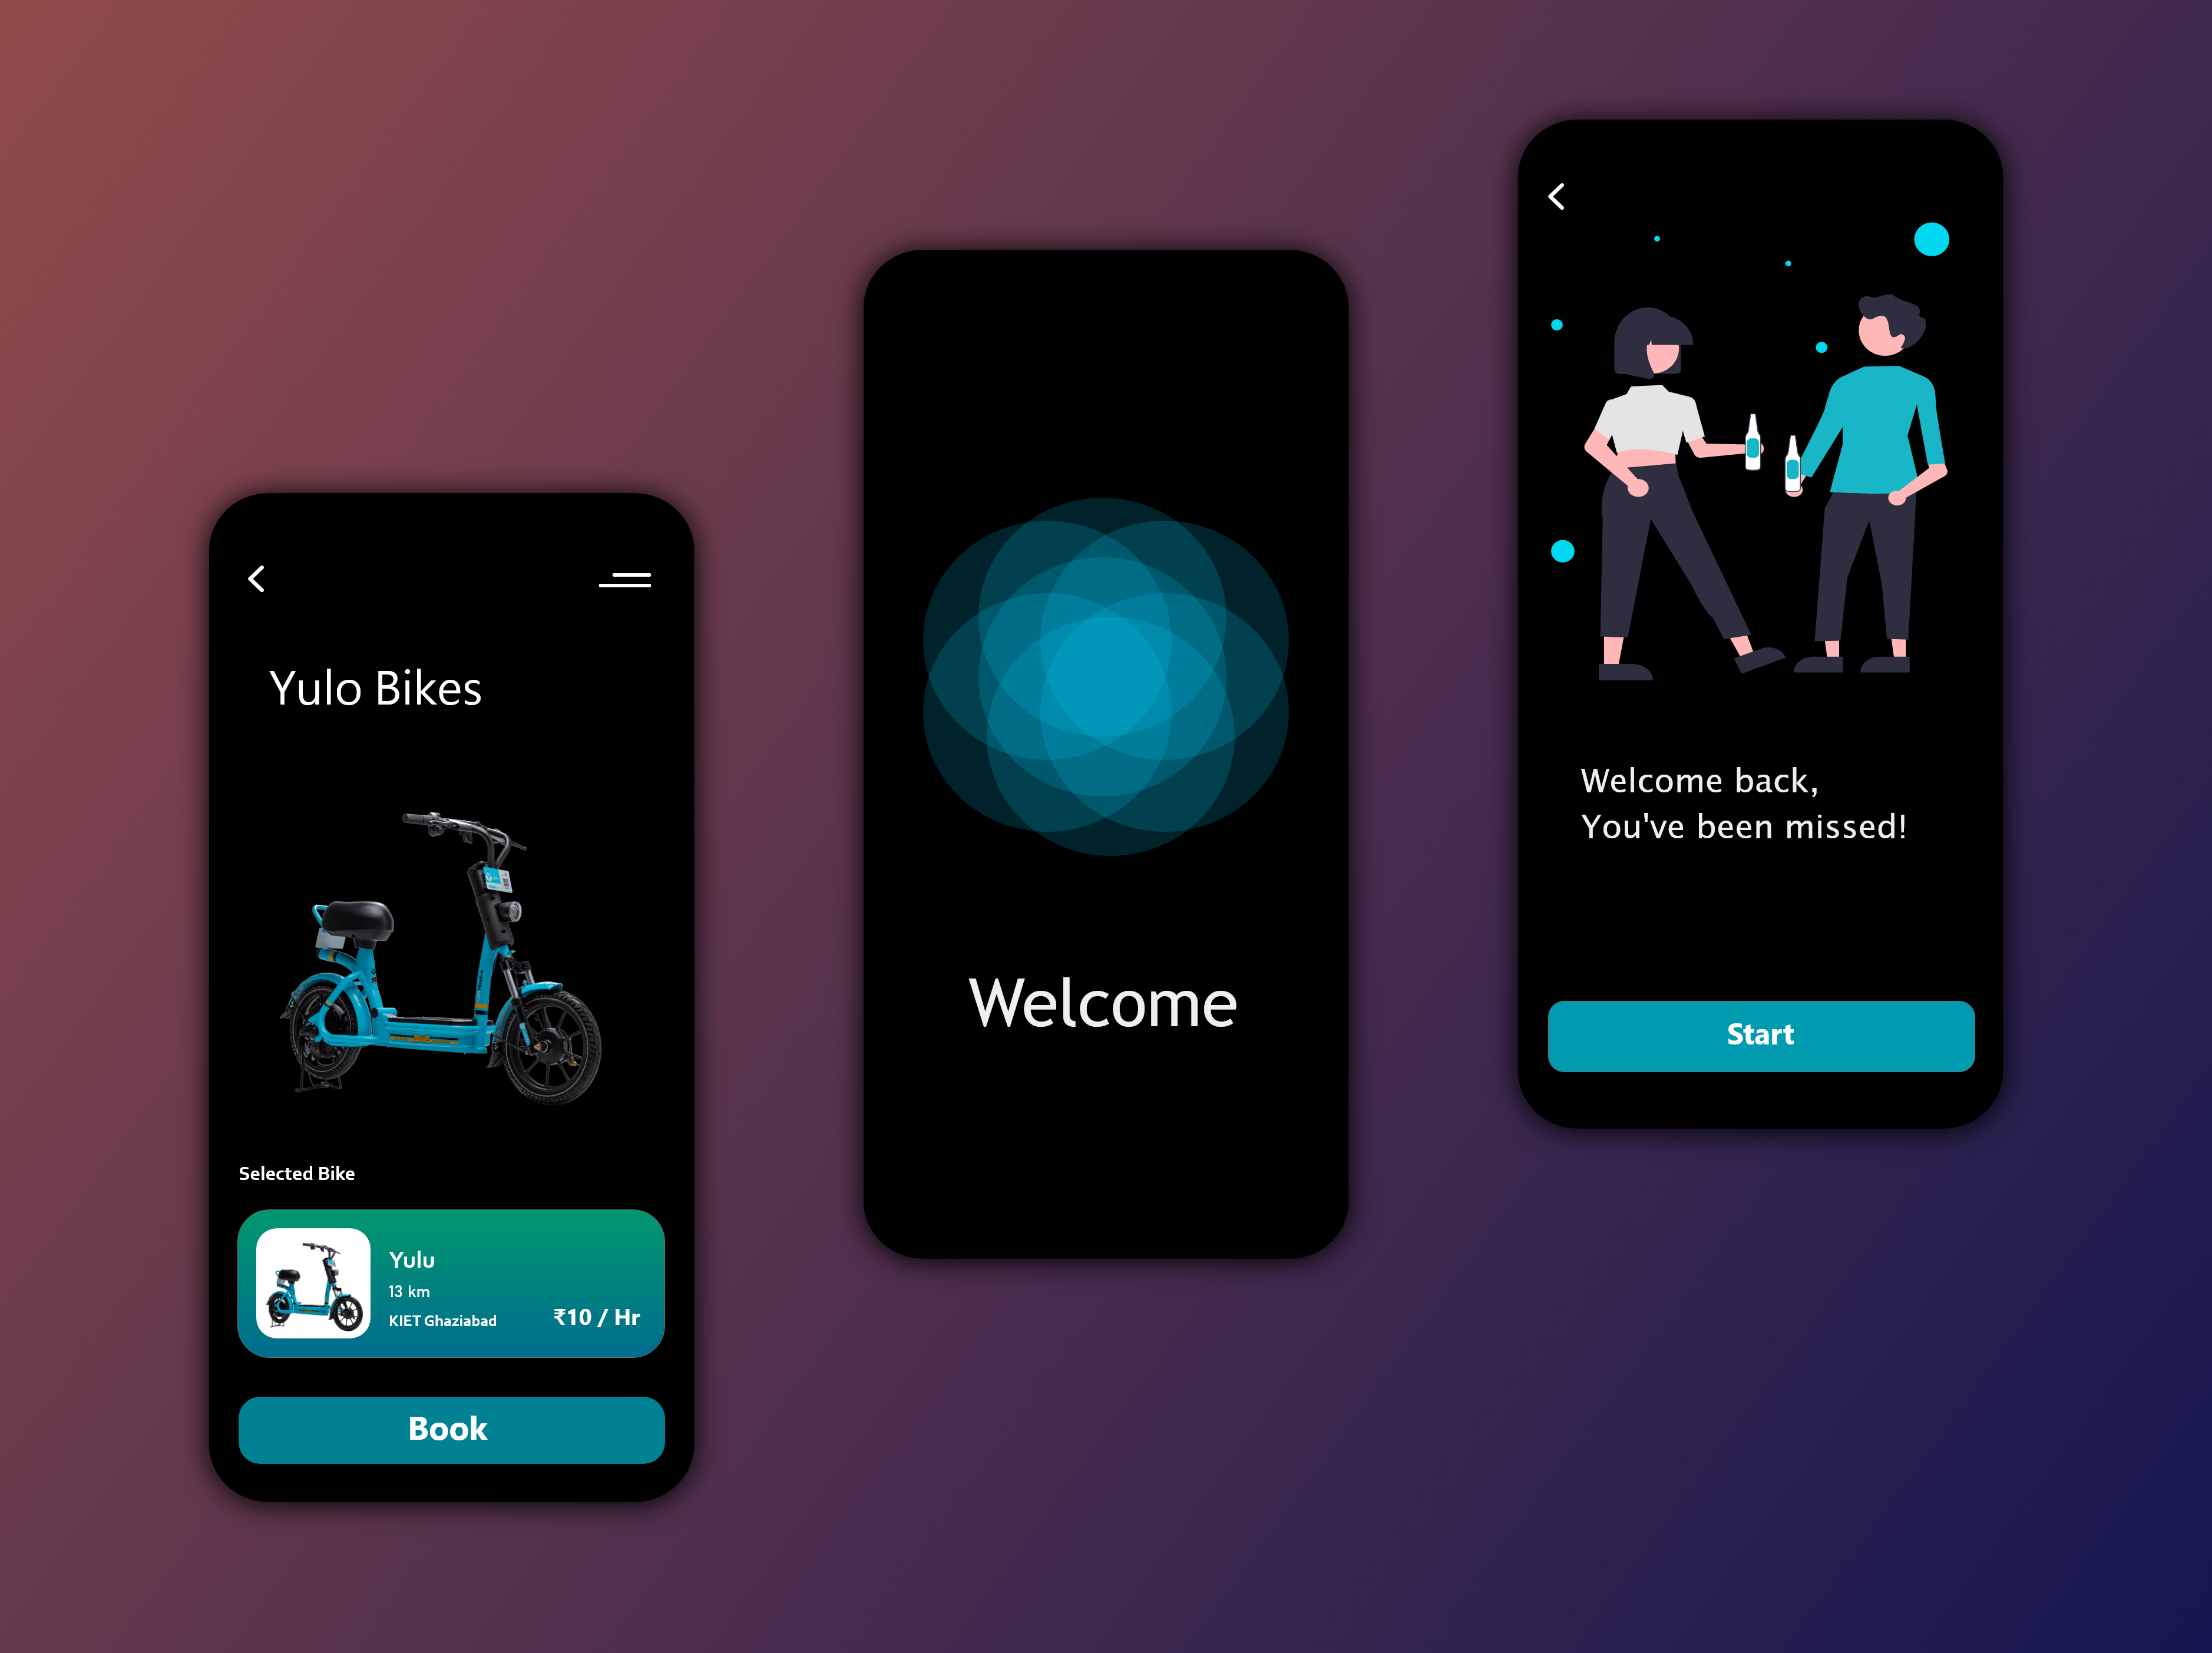 Yulo Bikes
Selected Bike
Yulu
13 km
KIET Ghaziabad
₹10 / Hr
Book
Welcome
Welcome back,
You've been missed!
Start